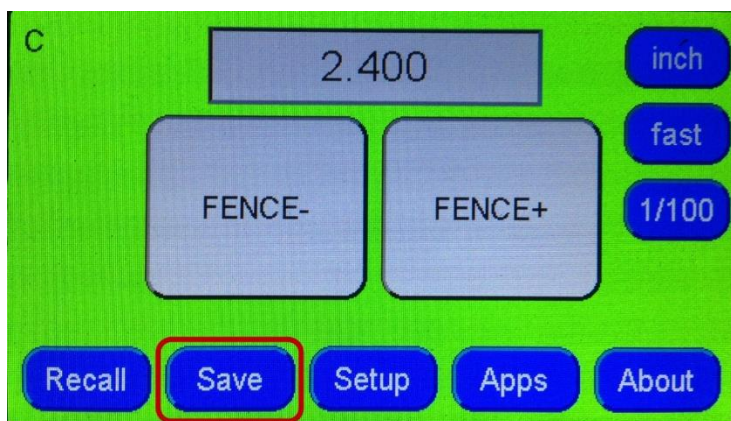 C
2.400
inch
fast
FENCE- FENCE+
1/100
Recall Save Setup Apps About